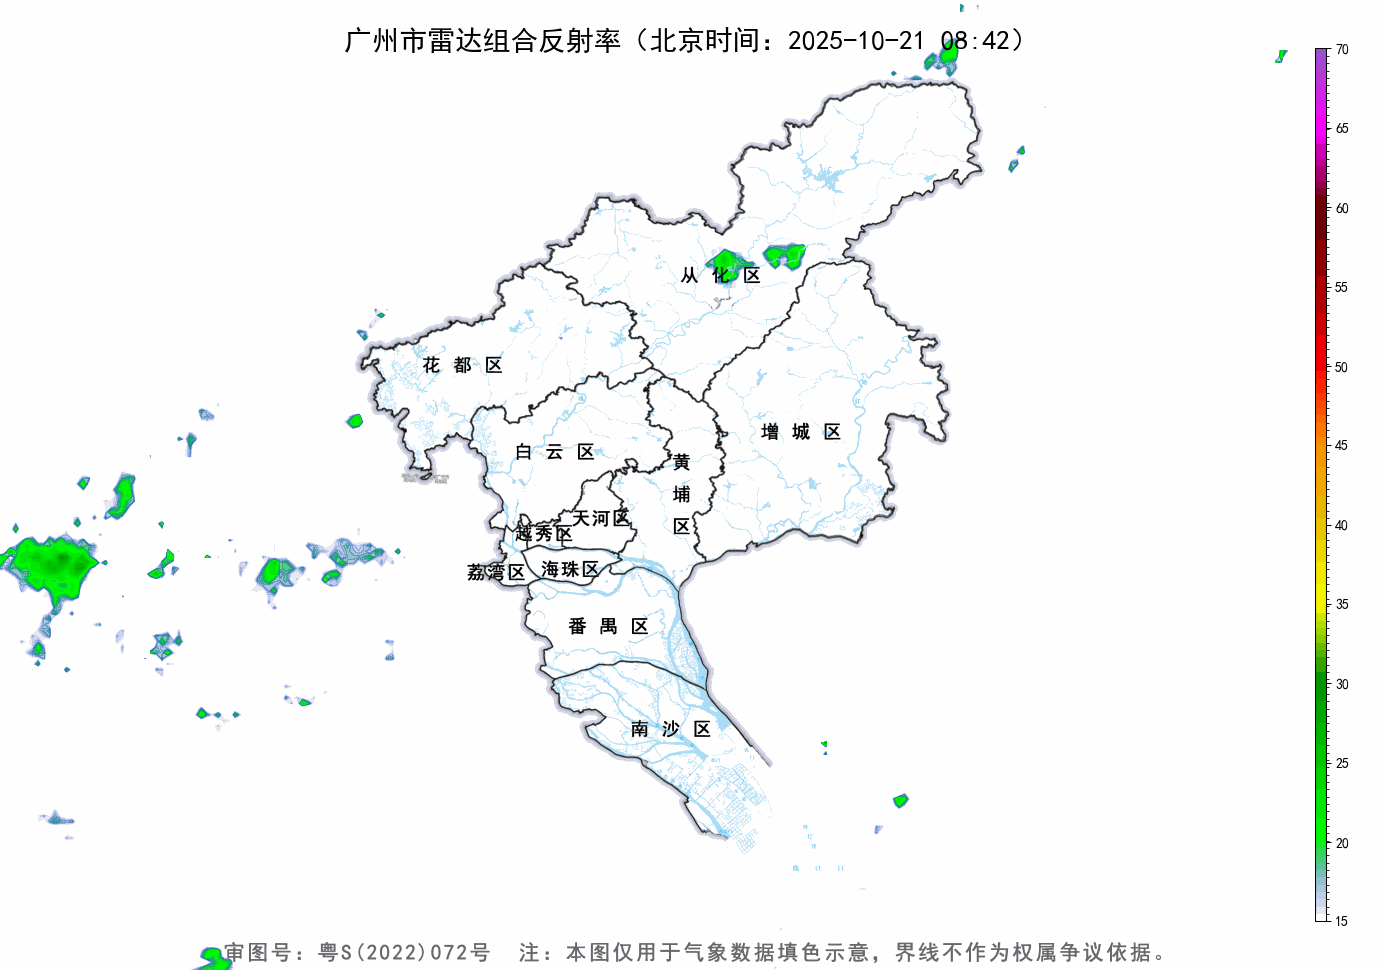 广州市雷达组合反射率（北京时间：2025-10-21 08:42）
70
65
60
55
50
45
40
35
30
25
20
15
从化区
花都区
增城区
白云区
黄埔区
天河区
越秀区
荔湾区
海珠区
番禺区
南沙区
审图号：粤S(2022)072号 注：本图仅用于气象数据填色示意，界线不作为权属争议依据。